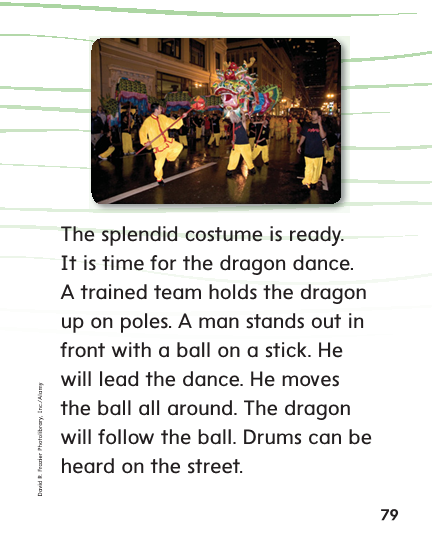 The splendid costume is ready.
It is time for the dragon dance.
A trained team holds the dragon
up on poles. A man stands out in
front with a ball on a stick. He
will lead the dance. He moves
the ball all around. The dragon
will follow the ball. Drums can be
heard on the street.
David R. Frazier Photolibrary, Inc./Alamy
79